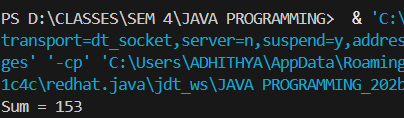 PS D:\CLASSES\SEM 4\JAVA PROGRAMMING>  & 'C:\
transport=dt_socket,server=n,suspend=y,addres
ges' '-cp' 'C:\Users\ADHITHYA\AppData\Roaming
1c4c\redhat.java\jdt_ws\JAVA PROGRAMMING_202b
Sum = 153